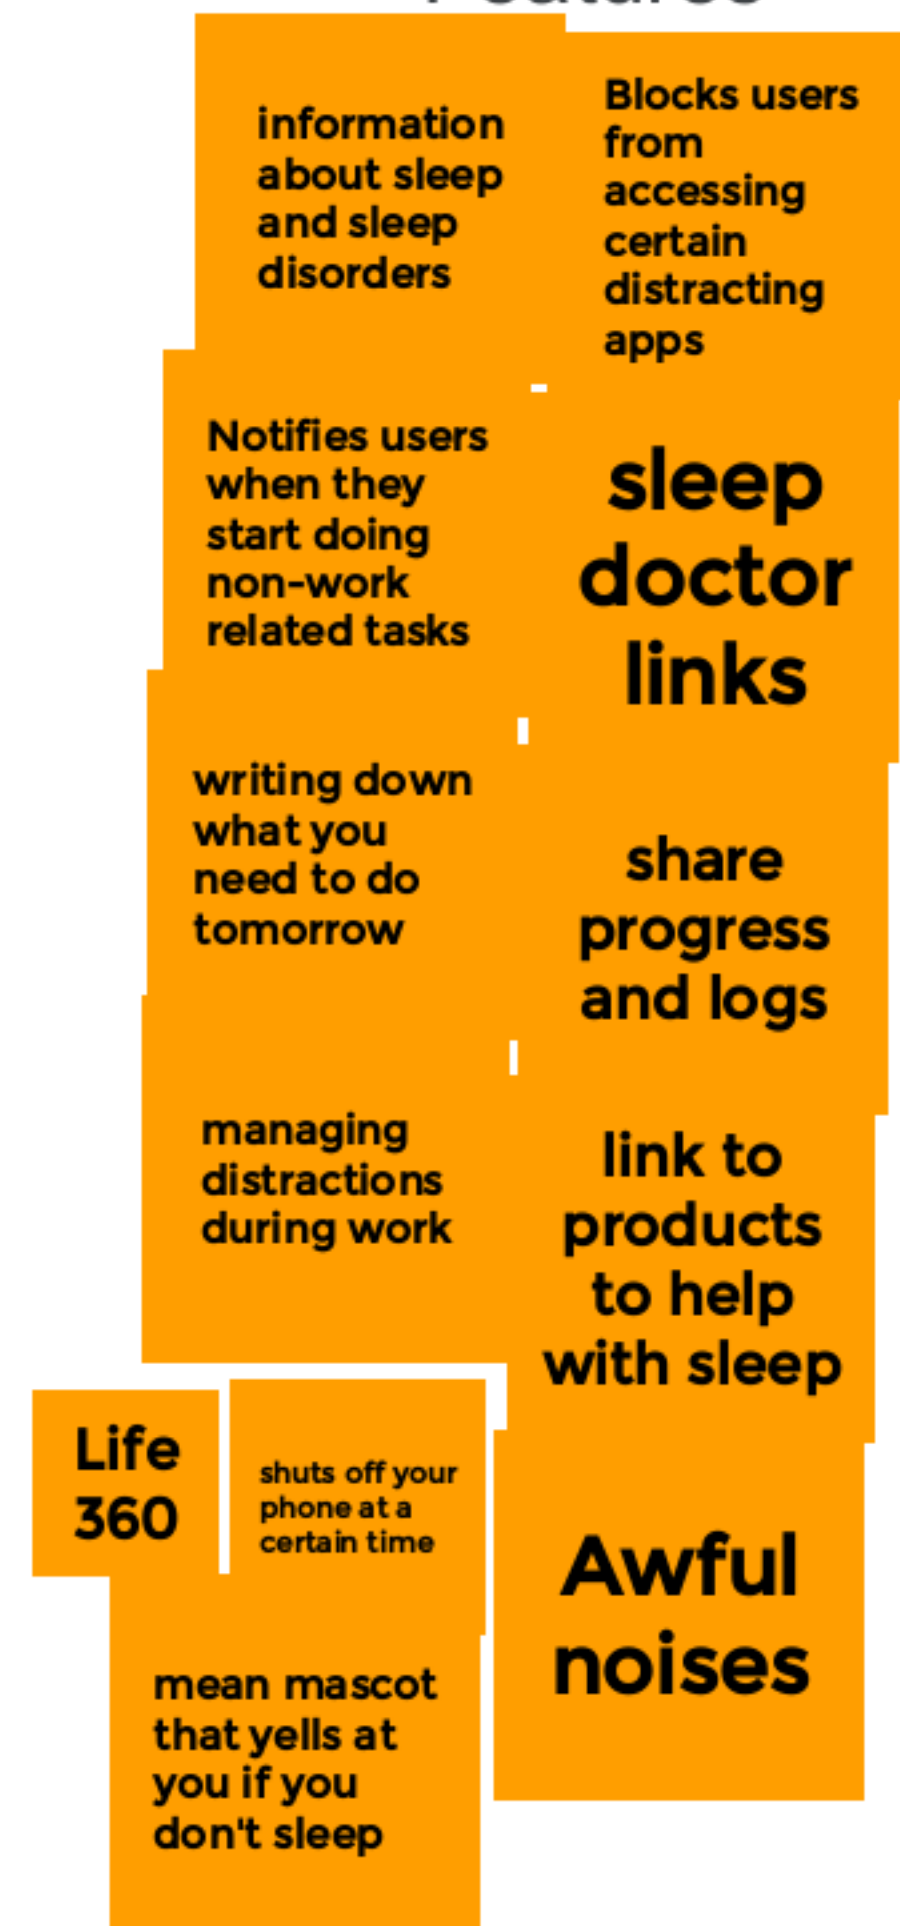 Features
information
about sleep
and sleep
disorders
Blocks users
from
accessing
certain
distracting
apps
Notifies users
when they
start doing
non-work
related tasks
sleep
doctor
links
writing down
what you
need to do
tomorrow
share
progress
and logs
managing
distractions
during work
link to
products
to help
with sleep
Life
360
shuts off your
phone at a
certain time
Awful
noises
mean mascot
that yells at
you if you
don't sleep